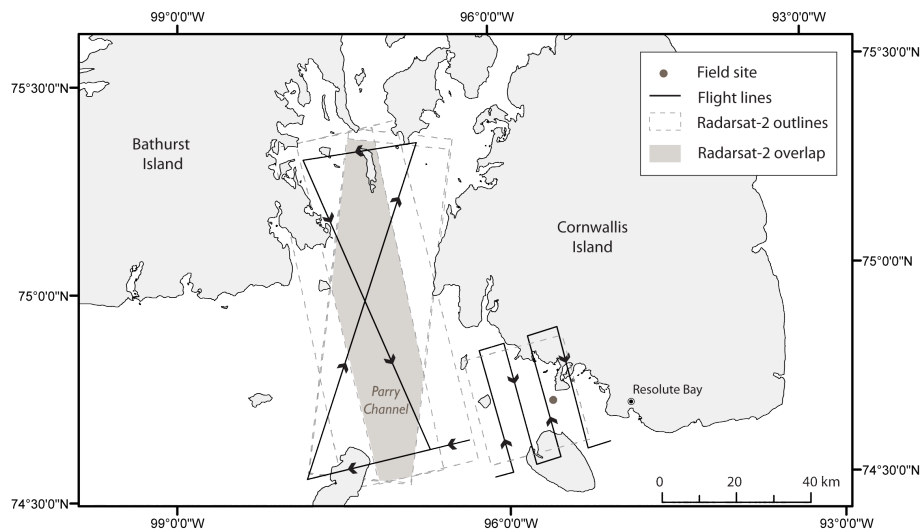 99°0'0"W
96°0'0"W
93°0'0"W
75°30'0"N
75°30'0"N
Field site
Flight lines
Radarsat-2 outlines
Radarsat-2 overlap
Bathurst
Island
Cornwallis
Island
75°0'0"N
75°0'0"N
Parry
Channel
Resolute Bay
0
20
40 km
74°30'0"N
74°30'0"N
99°0'0"W
96°0'0"W
93°0'0"W